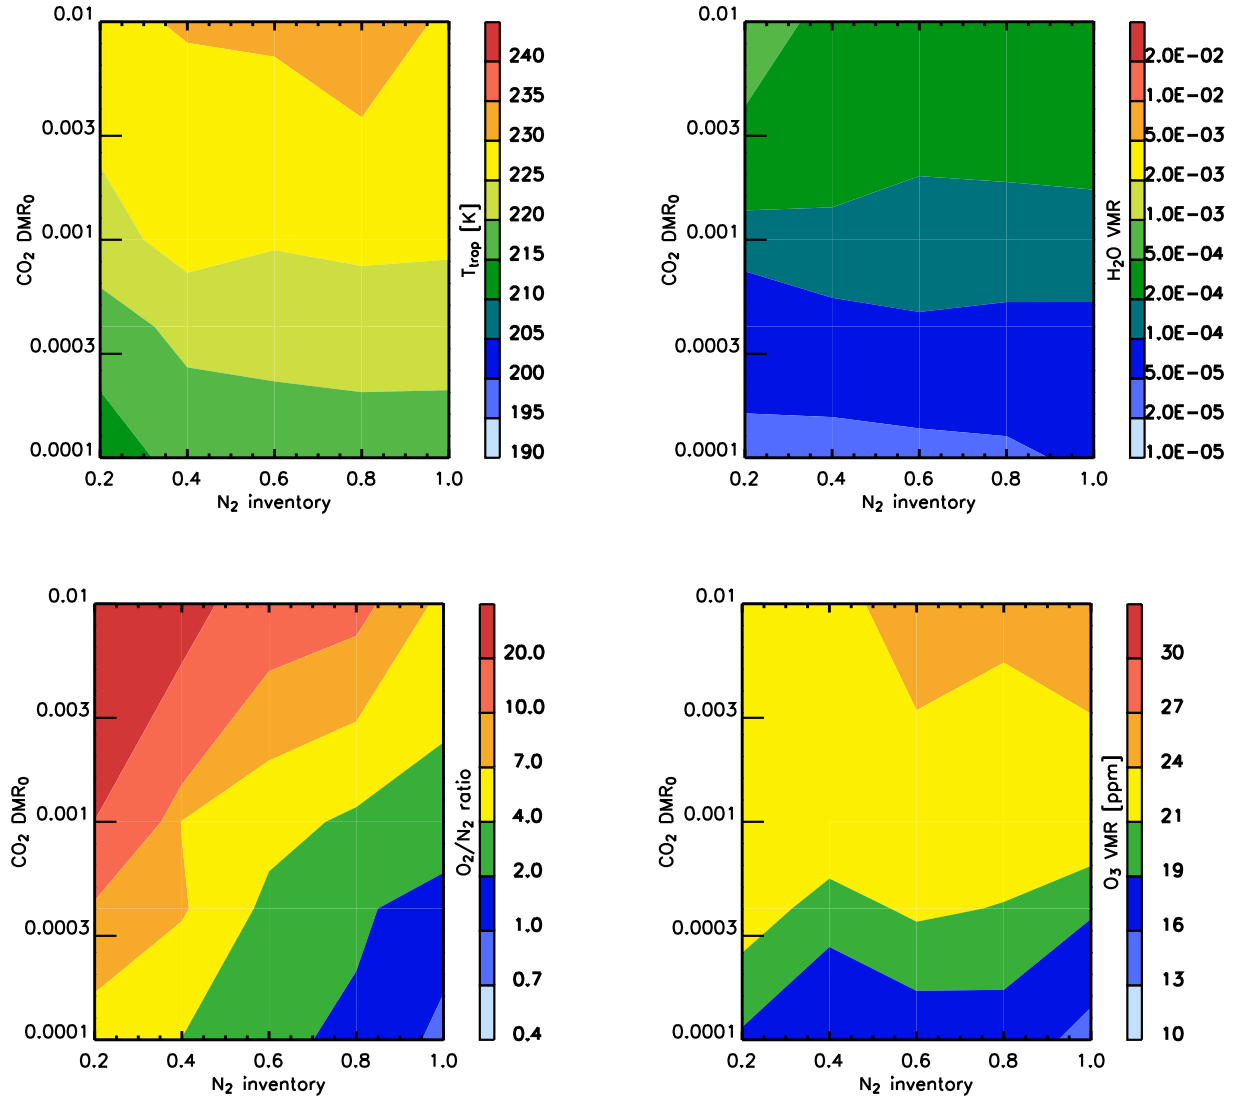 0.01
0.003
0.001
0.0003
0.0001
CO2 DMR0
0.2 0.4 0.6 0.8 1.0
N2 inventory
240
235
230
225
220
215
210
205
200
195
190
Ttrop [K]
0.01
0.003
0.001
0.0003
0.0001
CO2 DMR0
0.2 0.4 0.6 0.8 1.0
N2 inventory
2.0E-02
1.0E-02
5.0E-03
2.0E-03
1.0E-03
5.0E-04
2.0E-04
1.0E-04
5.0E-05
2.0E-05
1.0E-05
H2O VMR
0.01
0.003
0.001
0.0003
0.0001
CO2 DMR0
0.2 0.4 0.6 0.8 1.0
N2 inventory
20.0
10.0
7.0
4.0
2.0
1.0
0.7
0.4
O2/N2 ratio
0.01
0.003
0.001
0.0003
0.0001
CO2 DMR0
0.2 0.4 0.6 0.8 1.0
N2 inventory
30
27
24
21
19
16
13
10
O3 VMR [ppm]